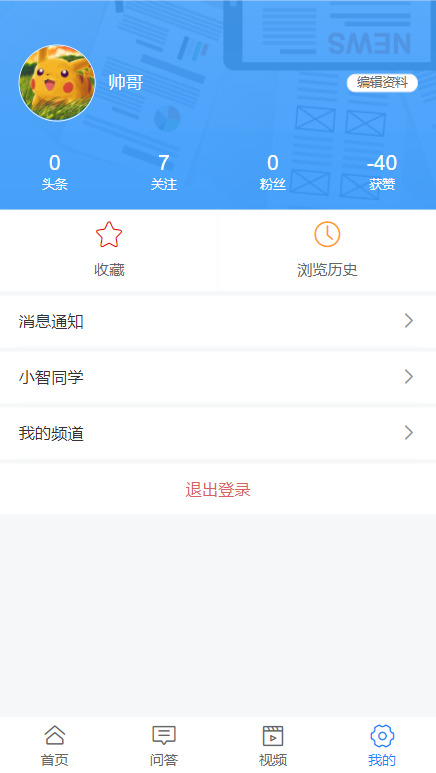 NEWS
帅哥
编辑资料
0 7 0 -40
头条 关注 粉丝 获赞
收藏 浏览历史
消息通知
小智同学
我的频道
退出登录
首页 问答 视频 我的